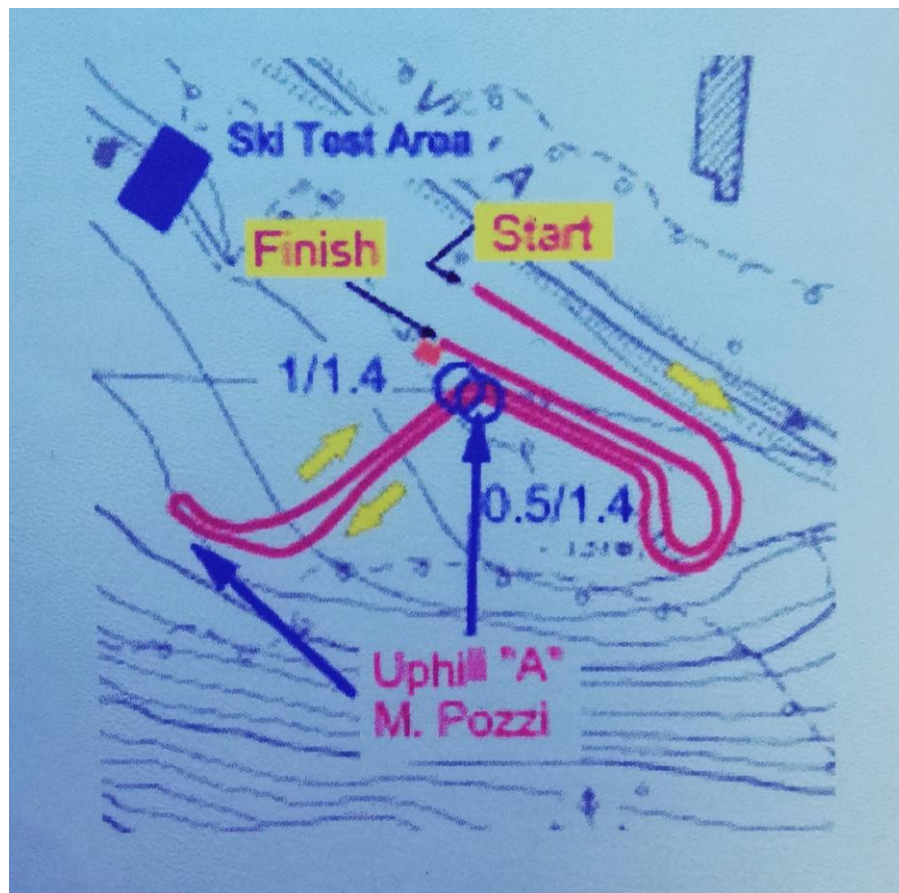 Ski Test Area
Finish
Start
1/1.4
0.5/1.4
Uphill "A"
M. Pozzi